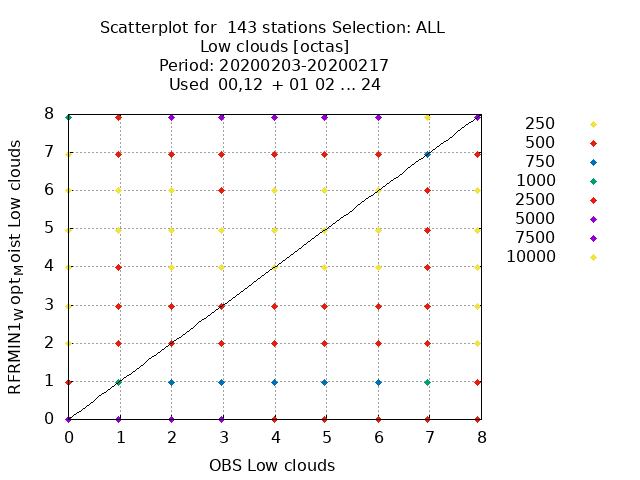 Scatterplot for  143 stations Selection: ALL
Low clouds [octas]
Period: 20200203-20200217
Used  00,12  + 01 02 ... 24
RFRMIN1_W opt_Moist Low clouds
8
7
6
5
4
3
2
1
0
0 1 2 3 4 5 6 7 8
OBS Low clouds
250
500
750
1000
2500
5000
7500
10000